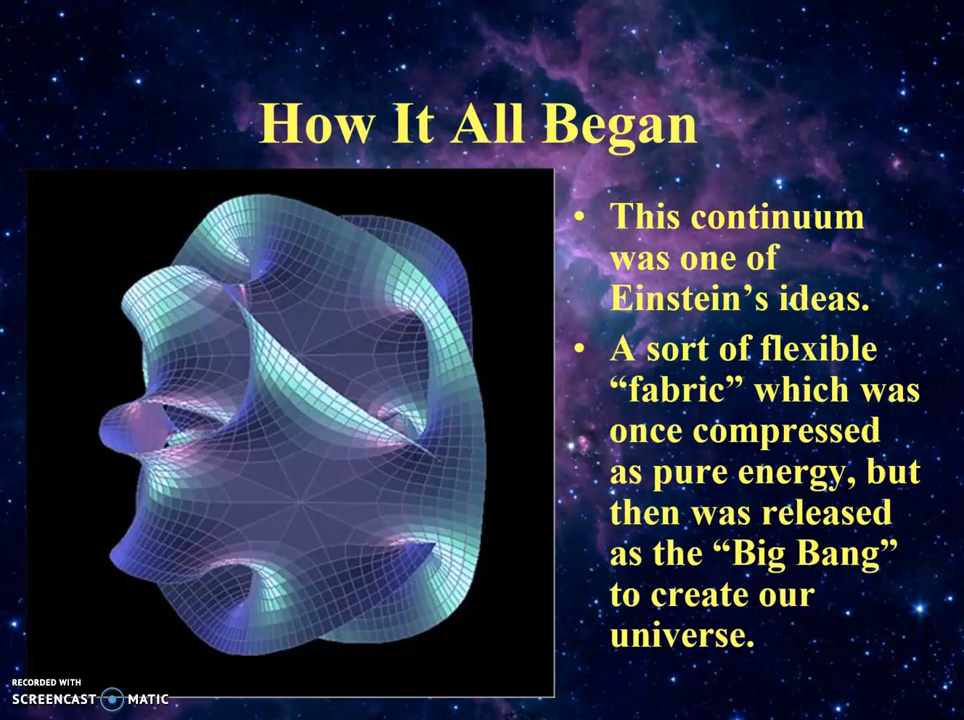 How It All Began
• This continuum
was one of
Einstein’s ideas.
• A sort of flexible
“fabric” which was
once compressed
as pure energy, but
then was released
as the “Big Bang”
to create our
universe.
RECORDED WITH
SCREENCAST MATIC